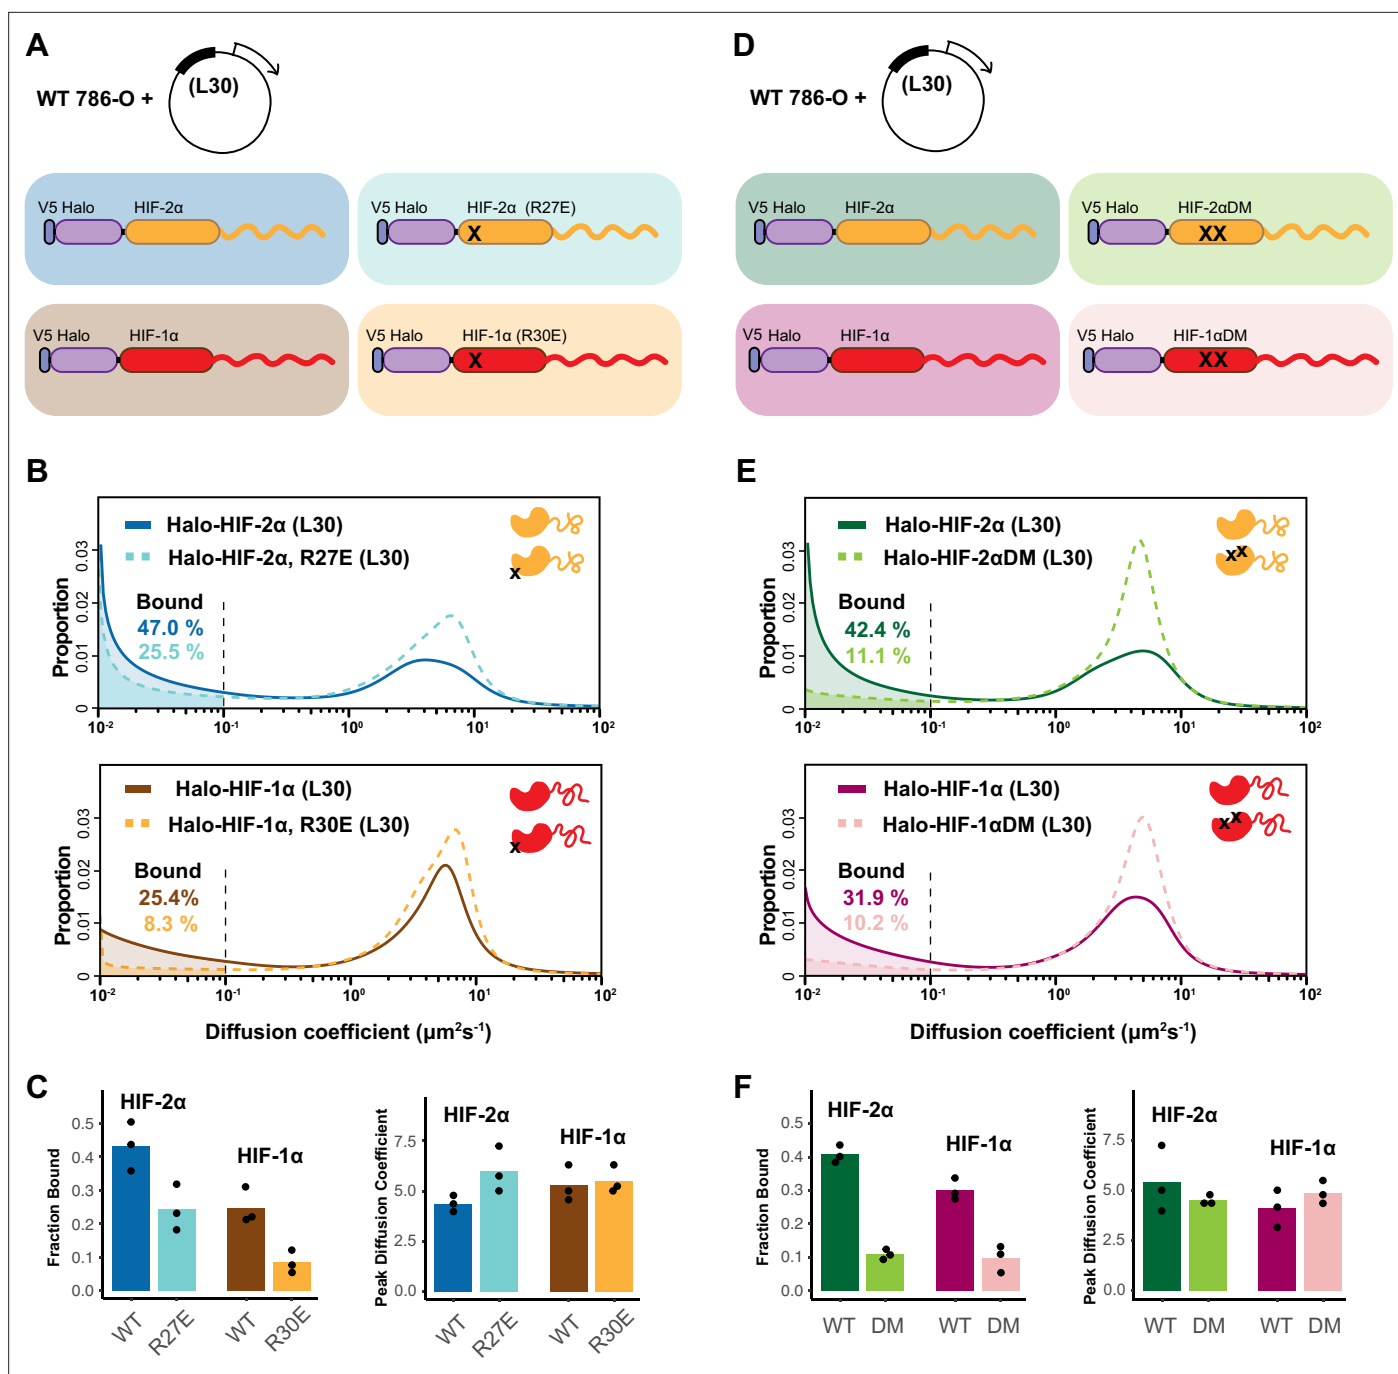 A
WT 786-O +
(L30)
V5 Halo HIF-2α
V5 Halo HIF-2α (R27E)
X
V5 Halo HIF-1α
V5 Halo HIF-1α (R30E)
X
B
Halo-HIF-2α (L30)
Halo-HIF-2α, R27E (L30)
x
Bound
47.0 %
25.5 %
Proportion
0.03
0.02
0.01
0
10-2 10-1 100 101 102
Halo-HIF-1α (L30)
Halo-HIF-1α, R30E (L30)
x
Bound
25.4%
8.3 %
Proportion
0.03
0.02
0.01
0
10-2 10-1 100 101 102
Diffusion coefficient (µm2s-1)
C
HIF-2α
HIF-1α
Fraction Bound
0.5
0.4
0.3
0.2
0.1
0.0
WT R27E WT R30E
HIF-2α
HIF-1α
Peak Diffusion Coefficient
7.5
5.0
2.5
0.0
WT R27E WT R30E
D
WT 786-O +
(L30)
V5 Halo HIF-2α
V5 Halo HIF-2αDM
XX
V5 Halo HIF-1α
V5 Halo HIF-1αDM
XX
E
Halo-HIF-2α (L30)
Halo-HIF-2αDM (L30)
x x
Bound
42.4 %
11.1 %
Proportion
0.03
0.02
0.01
0
10-2 10-1 100 101 102
Halo-HIF-1α (L30)
Halo-HIF-1αDM (L30)
x x
Bound
31.9 %
10.2 %
Proportion
0.03
0.02
0.01
0
10-2 10-1 100 101 102
Diffusion coefficient (µm2s-1)
F
HIF-2α
HIF-1α
Fraction Bound
0.5
0.4
0.3
0.2
0.1
0.0
WT DM WT DM
HIF-2α
HIF-1α
Peak Diffusion Coefficient
7.5
5.0
2.5
0.0
WT DM WT DM